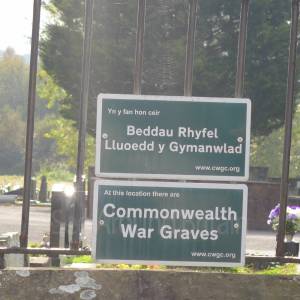 Yn y fan hon ceir
Beddau Rhyfel
Lluoedd y Gymanwlad
www.cwgc.org
At this location there are
Commonwealth
War Graves
www.cwgc.org